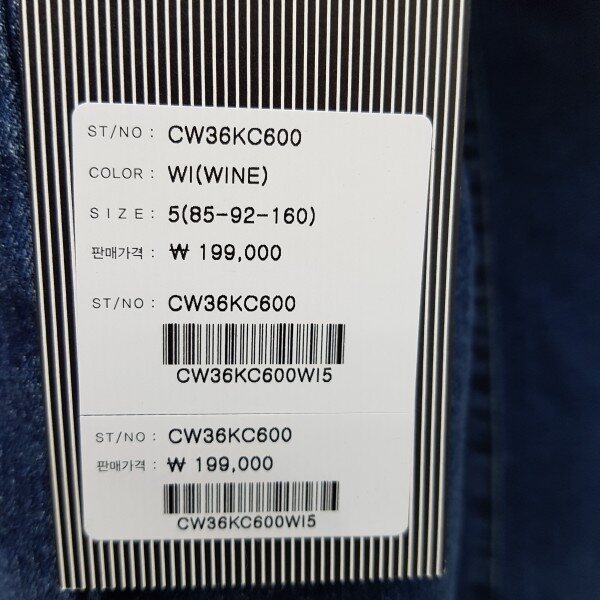 ST/NO : CW36KC600
COLOR : WI(WINE)
SIZE : 5(85-92-160)
판매가격 : ₩ 199,000
ST/NO : CW36KC600
CW36KC600WI5
ST/NO : CW36KC600
판매가격 : ₩ 199,000
CW36KC600WI5